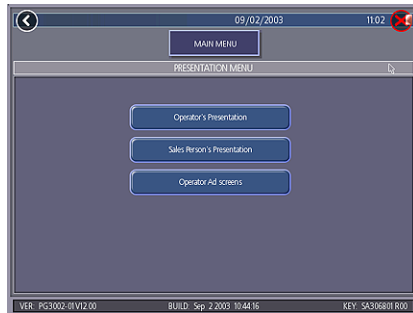 09/02/2003 11:02
MAIN MENU
PRESENTATION MENU
Operator's Presentation
Sales Person's Presentation
Operator Ad screens
VER: PG3002-01V12.00 BUILD: Sep 2 2003 10:44:16 KEY: SA306801 R00